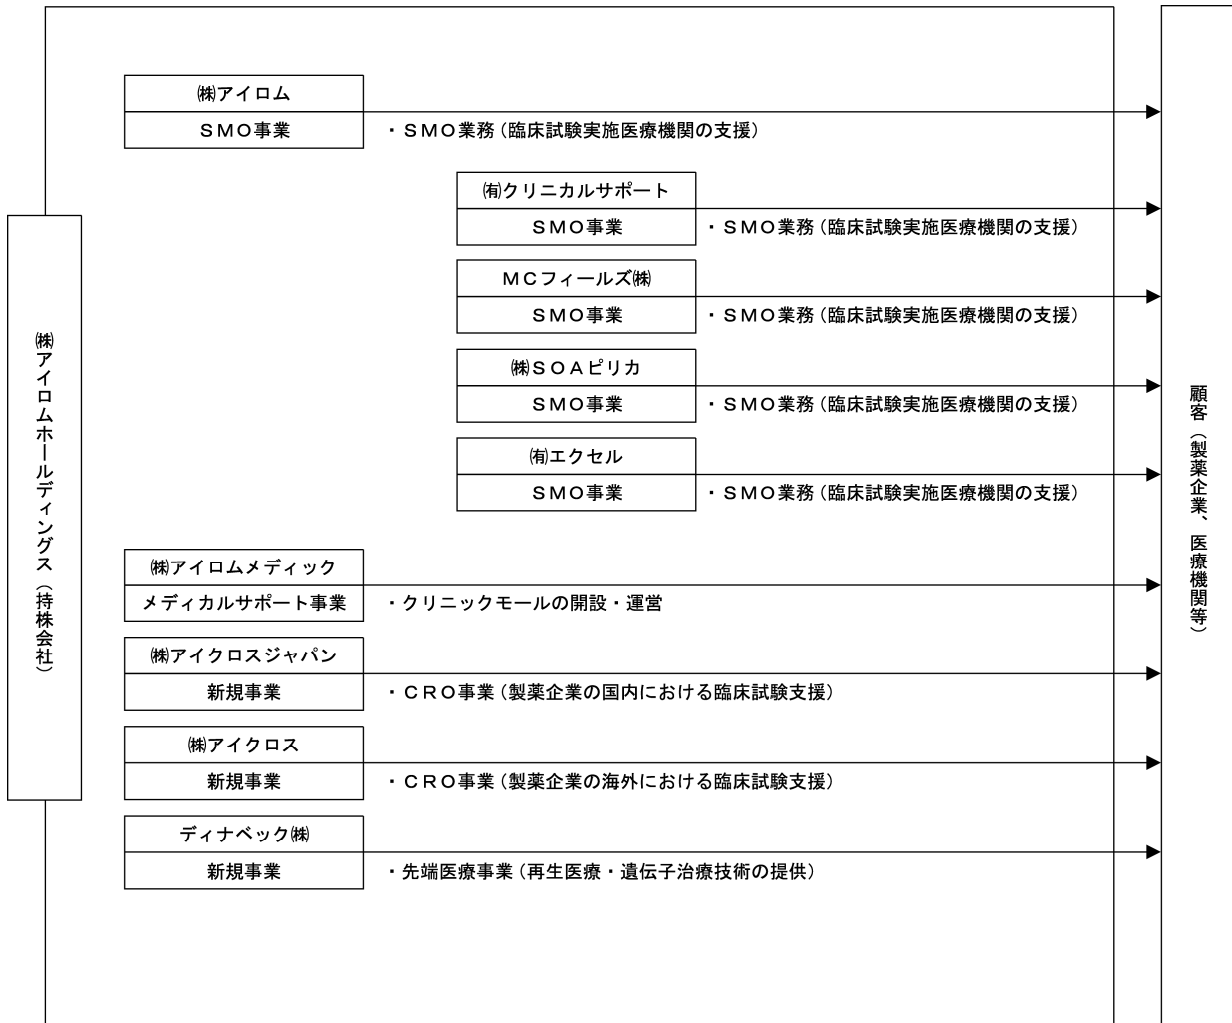 ㈱アイロム
ＳＭＯ事業
・ＳＭＯ業務（臨床試験実施医療機関の支援）
㈲クリニカルサポート
ＳＭＯ事業
・ＳＭＯ業務（臨床試験実施医療機関の支援）
ＭＣフィールズ㈱
ＳＭＯ事業
・ＳＭＯ業務（臨床試験実施医療機関の支援）
㈱ＳＯＡピリカ
ＳＭＯ事業
・ＳＭＯ業務（臨床試験実施医療機関の支援）
㈲エクセル
ＳＭＯ事業
・ＳＭＯ業務（臨床試験実施医療機関の支援）
㈱アイロムメディック
メディカルサポート事業
・クリニックモールの開設・運営
㈱アイクロスジャパン
新規事業
・ＣＲＯ事業（製薬企業の国内における臨床試験支援）
㈱アイクロス
新規事業
・ＣＲＯ事業（製薬企業の海外における臨床試験支援）
ディナベック㈱
新規事業
・先端医療事業（再生医療・遺伝子治療技術の提供）
㈱アイロムホールディングス（持株会社）
顧客（製薬企業、医療機関等）